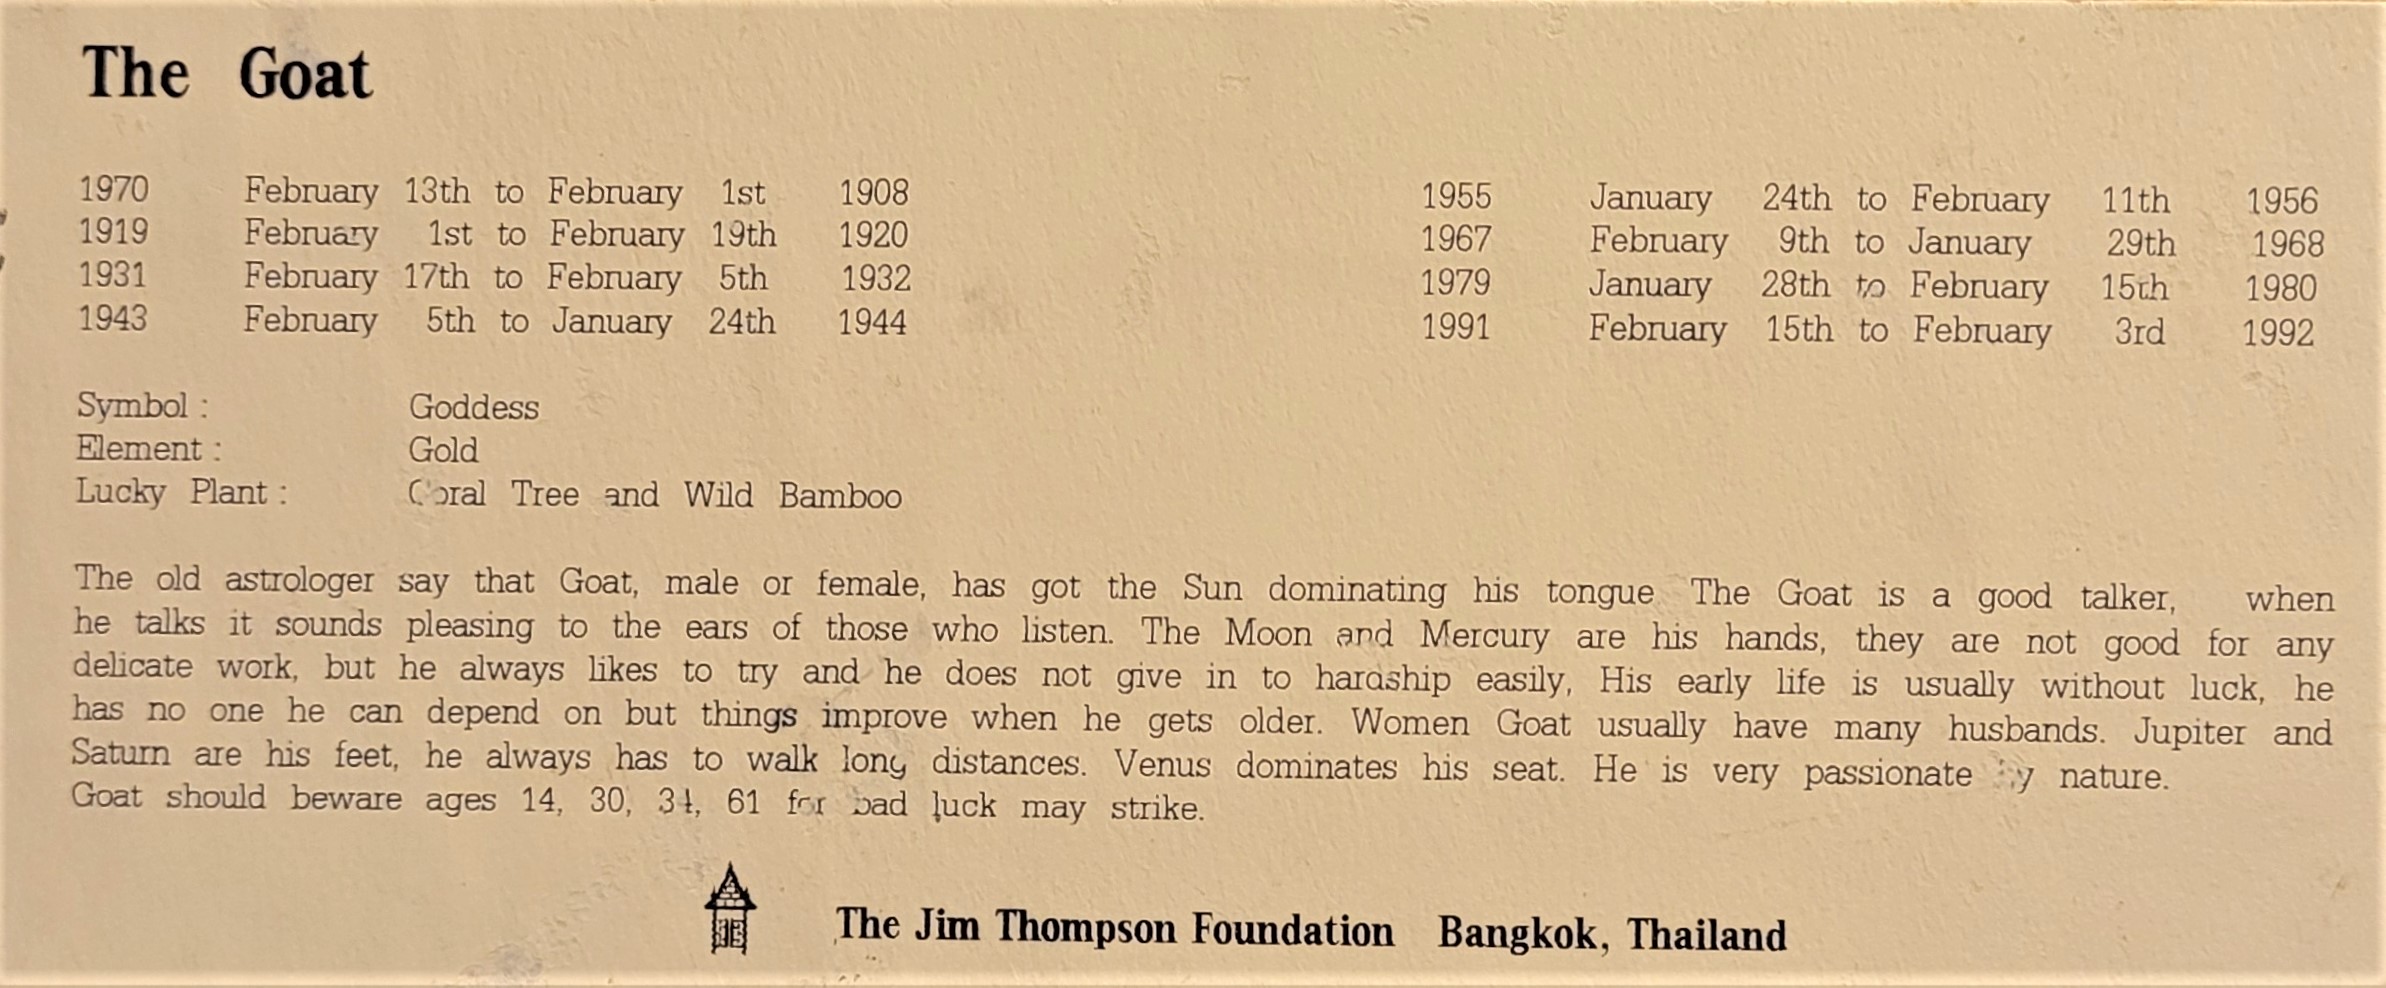 The Goat
1970 February 13th to February 1st 1908
1919 February 1st to February 19th 1920
1931 February 17th to February 5th 1932
1943 February 5th to January 24th 1944
1955 January 24th to February 11th 1956
1967 February 9th to January 29th 1968
1979 January 28th to February 15th 1980
1991 February 15th to February 3rd 1992
Symbol : Goddess
Element : Gold
Lucky Plant : Coral Tree and Wild Bamboo
The old astrologer say that Goat, male or female, has got the Sun dominating his tongue The Goat is a good talker, when
he talks it sounds pleasing to the ears of those who listen. The Moon and Mercury are his hands, they are not good for any
delicate work, but he always likes to try and he does not give in to hardship easily, His early life is usually without luck, he
has no one he can depend on but things improve when he gets older. Women Goat usually have many husbands. Jupiter and
Saturn are his feet, he always has to walk long distances. Venus dominates his seat. He is very passionate by nature.
Goat should beware ages 14, 30, 61 for bad luck may strike.
The Jim Thompson Foundation Bangkok, Thailand